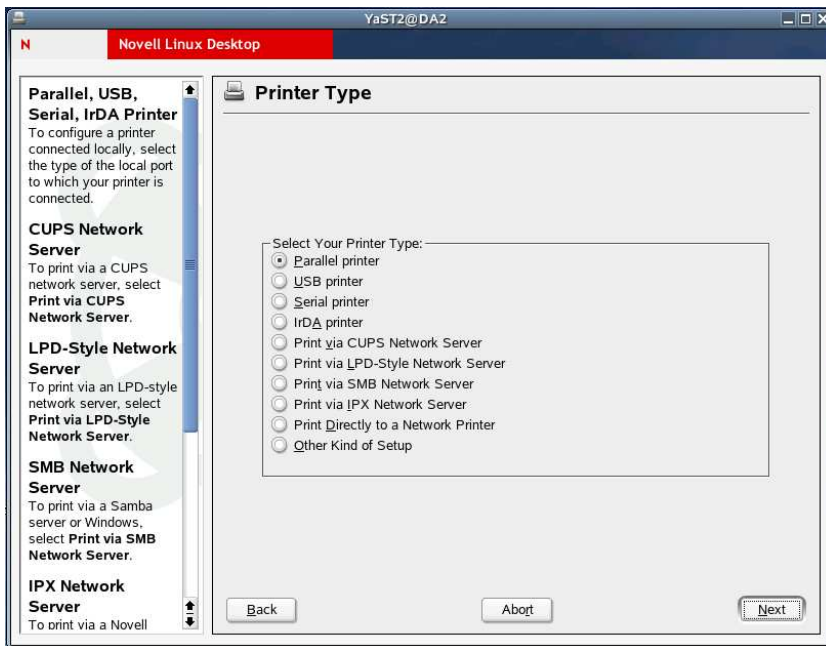 YaST2@DA2
N
Novell Linux Desktop
Parallel, USB,
Serial, IrDA Printer
To configure a printer
connected locally, select
the type of the local port
to which your printer is
connected.
CUPS Network
Server
To print via a CUPS
network server, select
Print via CUPS
Network Server.
LPD-Style Network
Server
To print via an LPD-style
network server, select
Print via LPD-Style
Network Server.
SMB Network
Server
To print via a Samba
server or Windows,
select Print via SMB
Network Server.
IPX Network
Server
To print via a Novell
Printer Type
Select Your Printer Type:
Parallel printer
USB printer
Serial printer
IrDA printer
Print via CUPS Network Server
Print via LPD-Style Network Server
Print via SMB Network Server
Print via IPX Network Server
Print Directly to a Network Printer
Other Kind of Setup
Back
Abort
Next